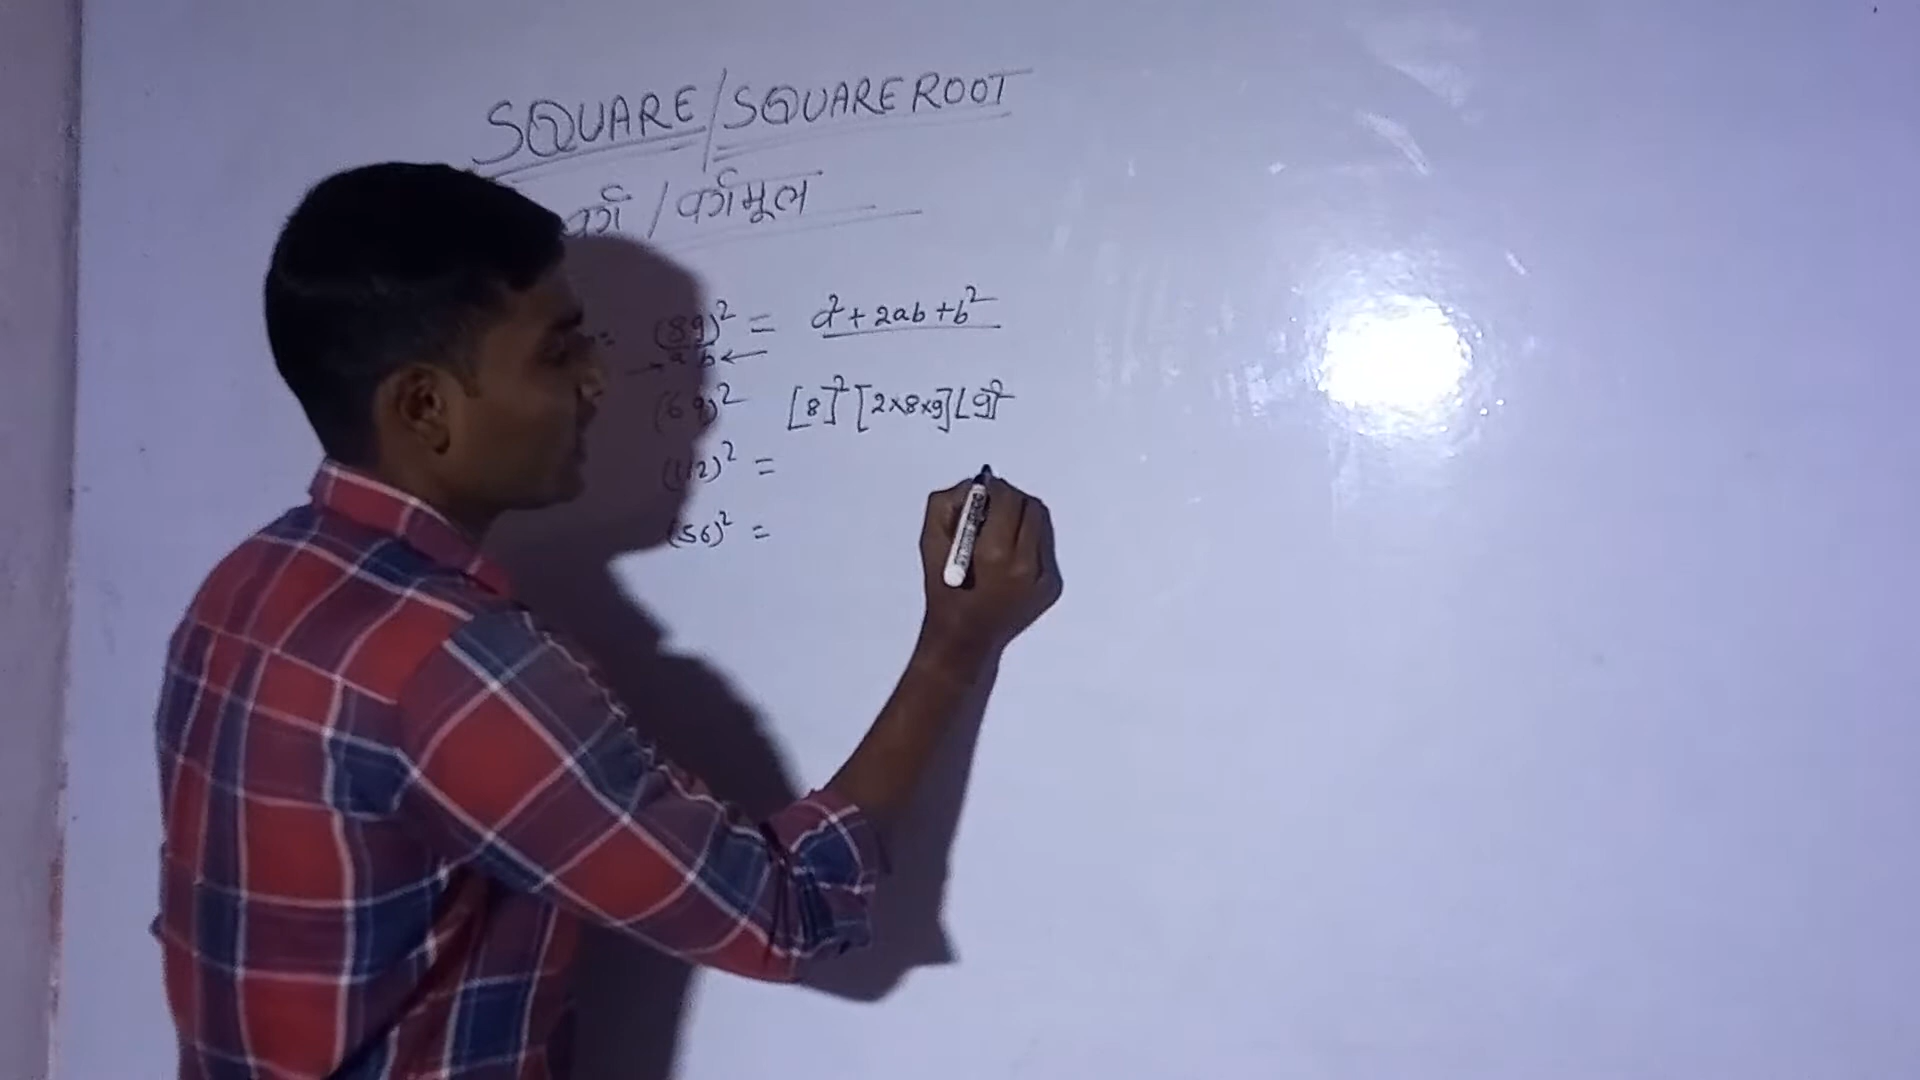 SQUARE/SQUARE ROOT
वर्ग / वर्गमूल
(89)² = a² + 2ab + b²
a b ←
(69)² [8]² [2×8×9] [9]²
(112)² =
(56)² =